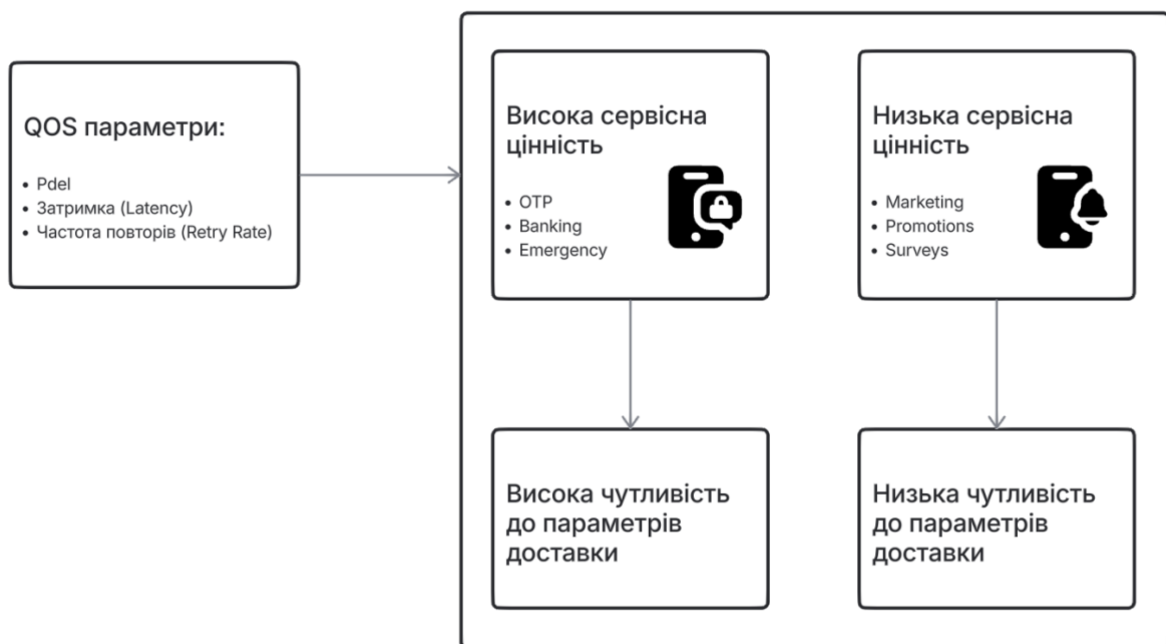 QOS параметри:
• Pdel
• Затримка (Latency)
• Частота повторів (Retry Rate)
Висока сервісна
цінність
• OTP
• Banking
• Emergency
Низька сервісна
цінність
• Marketing
• Promotions
• Surveys
Висока чутливість
до параметрів
доставки
Низька чутливість
до параметрів
доставки